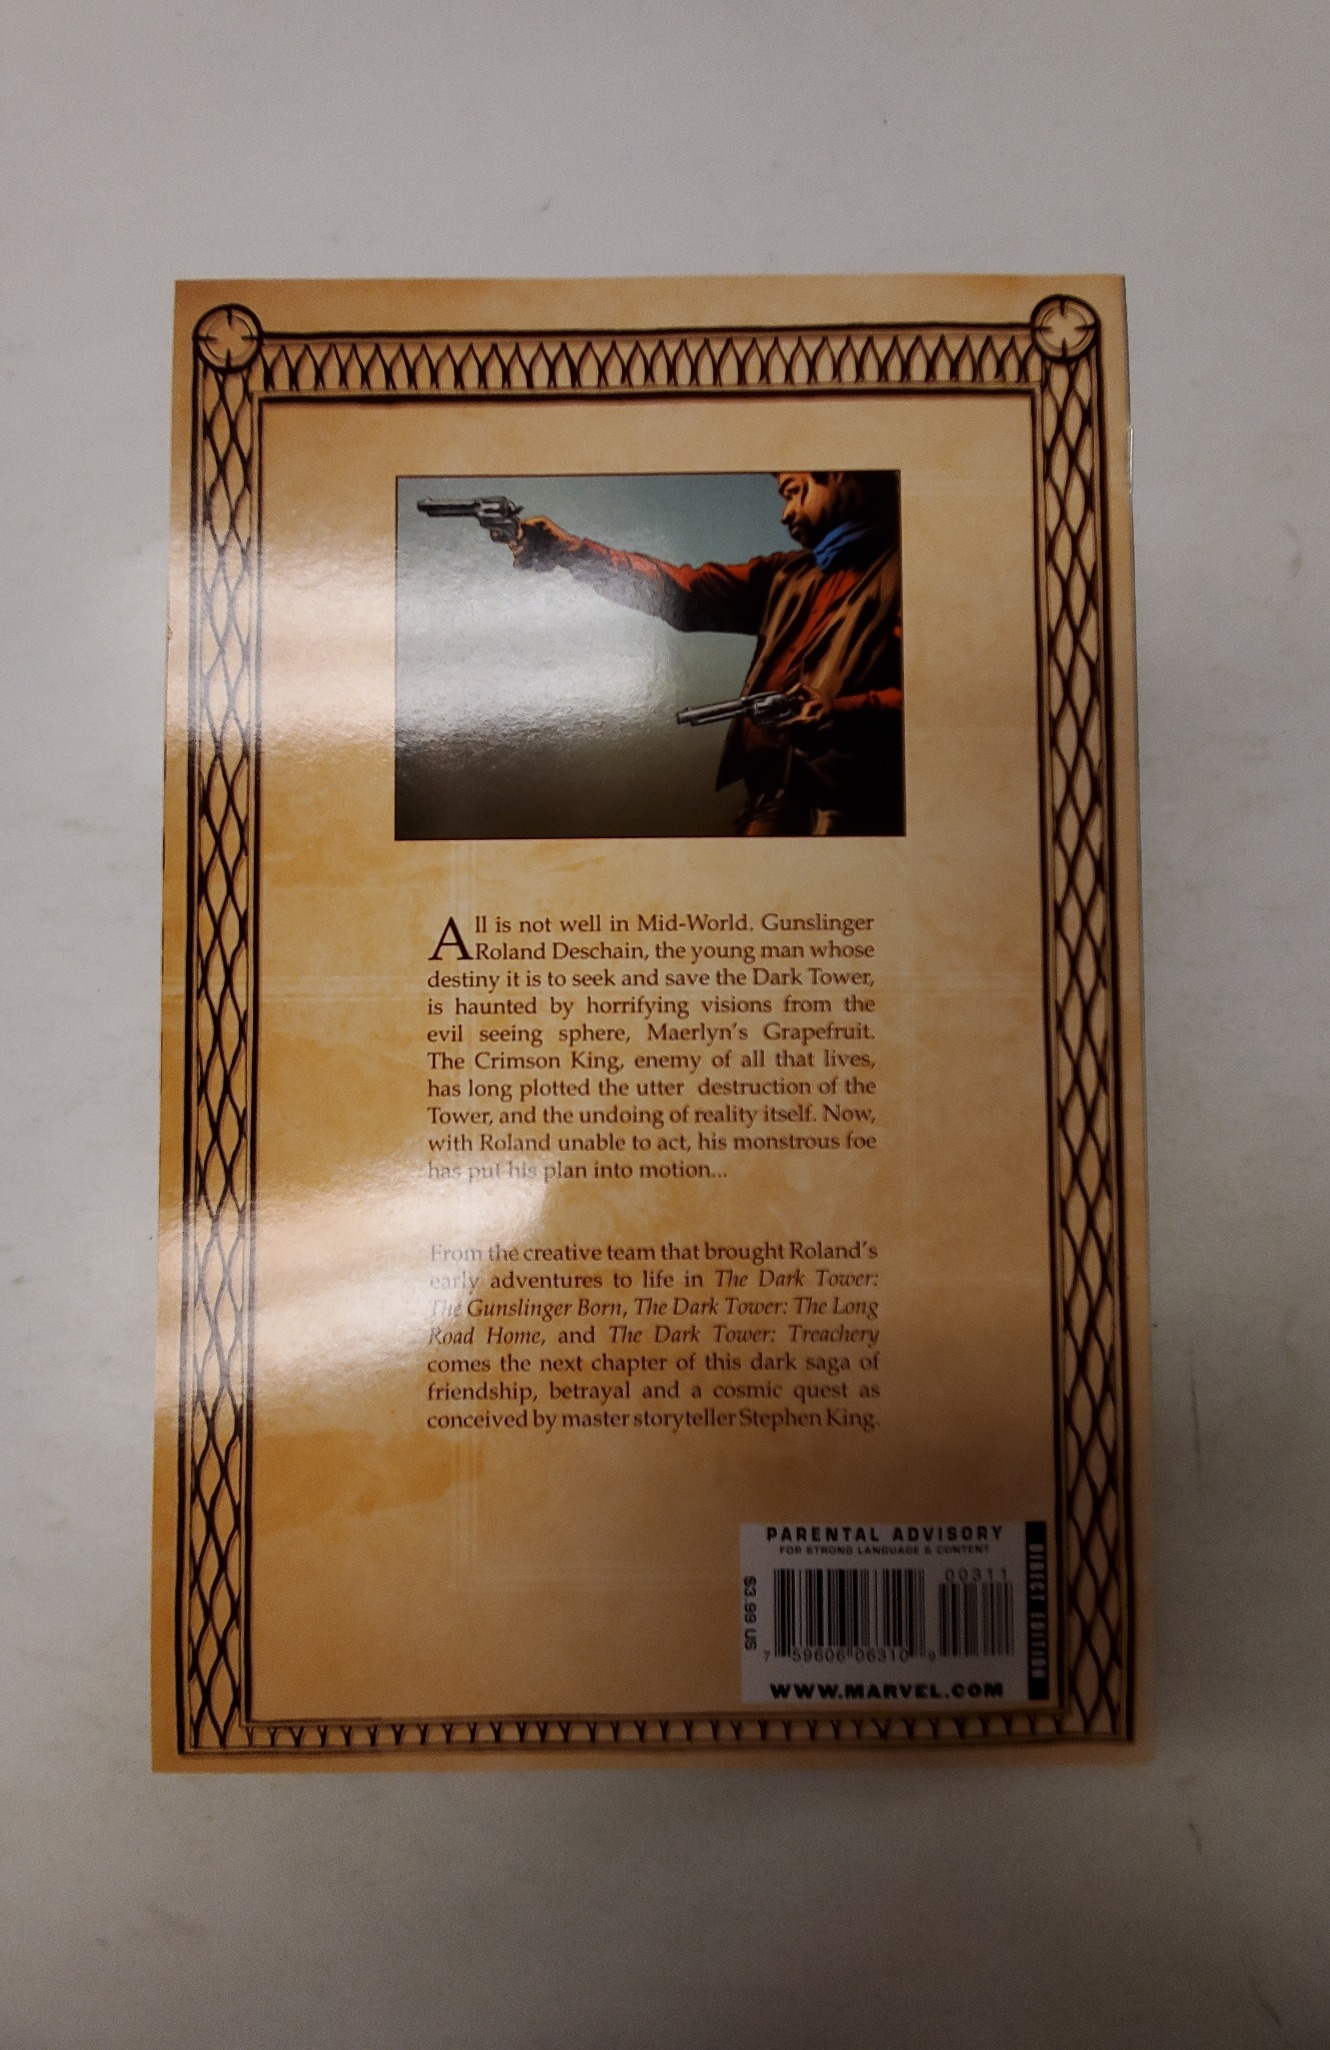 All is not well in Mid-World. Gunslinger
Roland Deschain, the young man whose
destiny it is to seek and save the Dark Tower,
is haunted by horrifying visions from the
evil seeing sphere, Maerlyn's Grapefruit.
The Crimson King, enemy of all that lives,
has long plotted the utter destruction of the
Tower, and the undoing of reality itself. Now,
with Roland unable to act, his monstrous foe
has put his plan into motion...
From the creative team that brought Roland's
early adventures to life in The Dark Tower:
The Gunslinger Born, The Dark Tower: The Long
Road Home, and The Dark Tower: Treachery
comes the next chapter of this dark saga of
friendship, betrayal and a cosmic quest as
conceived by master storyteller Stephen King.
PARENTAL ADVISORY
FOR STRONG LANGUAGE & CONTENT
00311
$3.99 US
7 59606 06310 9
DIRECT EDITION
WWW.MARVEL.COM